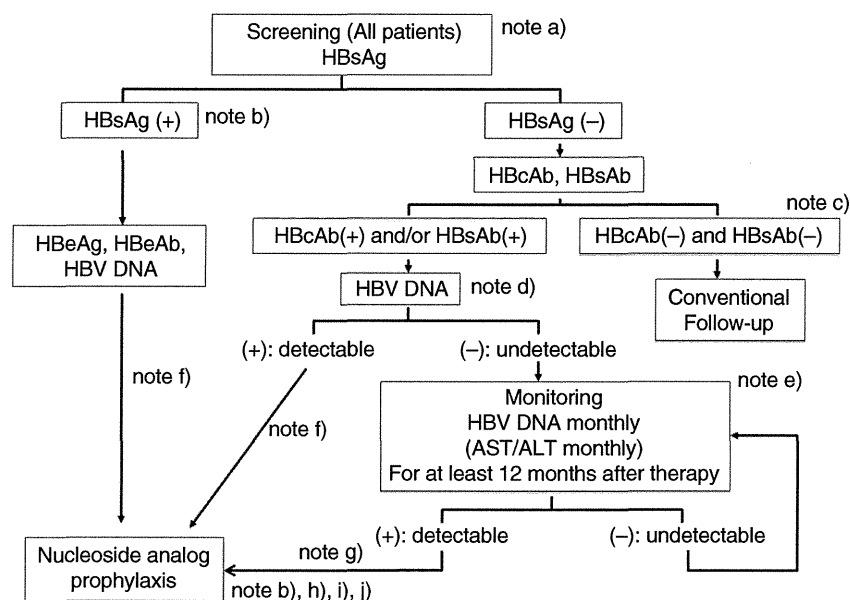 Screening (All patients)
HBsAg
note a)
HBsAg (+)
note b)
HBsAg (–)
HBcAb, HBsAb
note c)
HBeAg, HBeAb,
HBV DNA
HBcAb(+) and/or HBsAb(+)
HBcAb(–) and HBsAb(–)
HBV DNA
note d)
Conventional
Follow-up
(+): detectable
(–): undetectable
note f)
note e)
Monitoring
HBV DNA monthly
(AST/ALT monthly)
For at least 12 months after therapy
note f)
(+): detectable
(–): undetectable
Nucleoside analog
prophylaxis
note g)
note b), h), i), j)